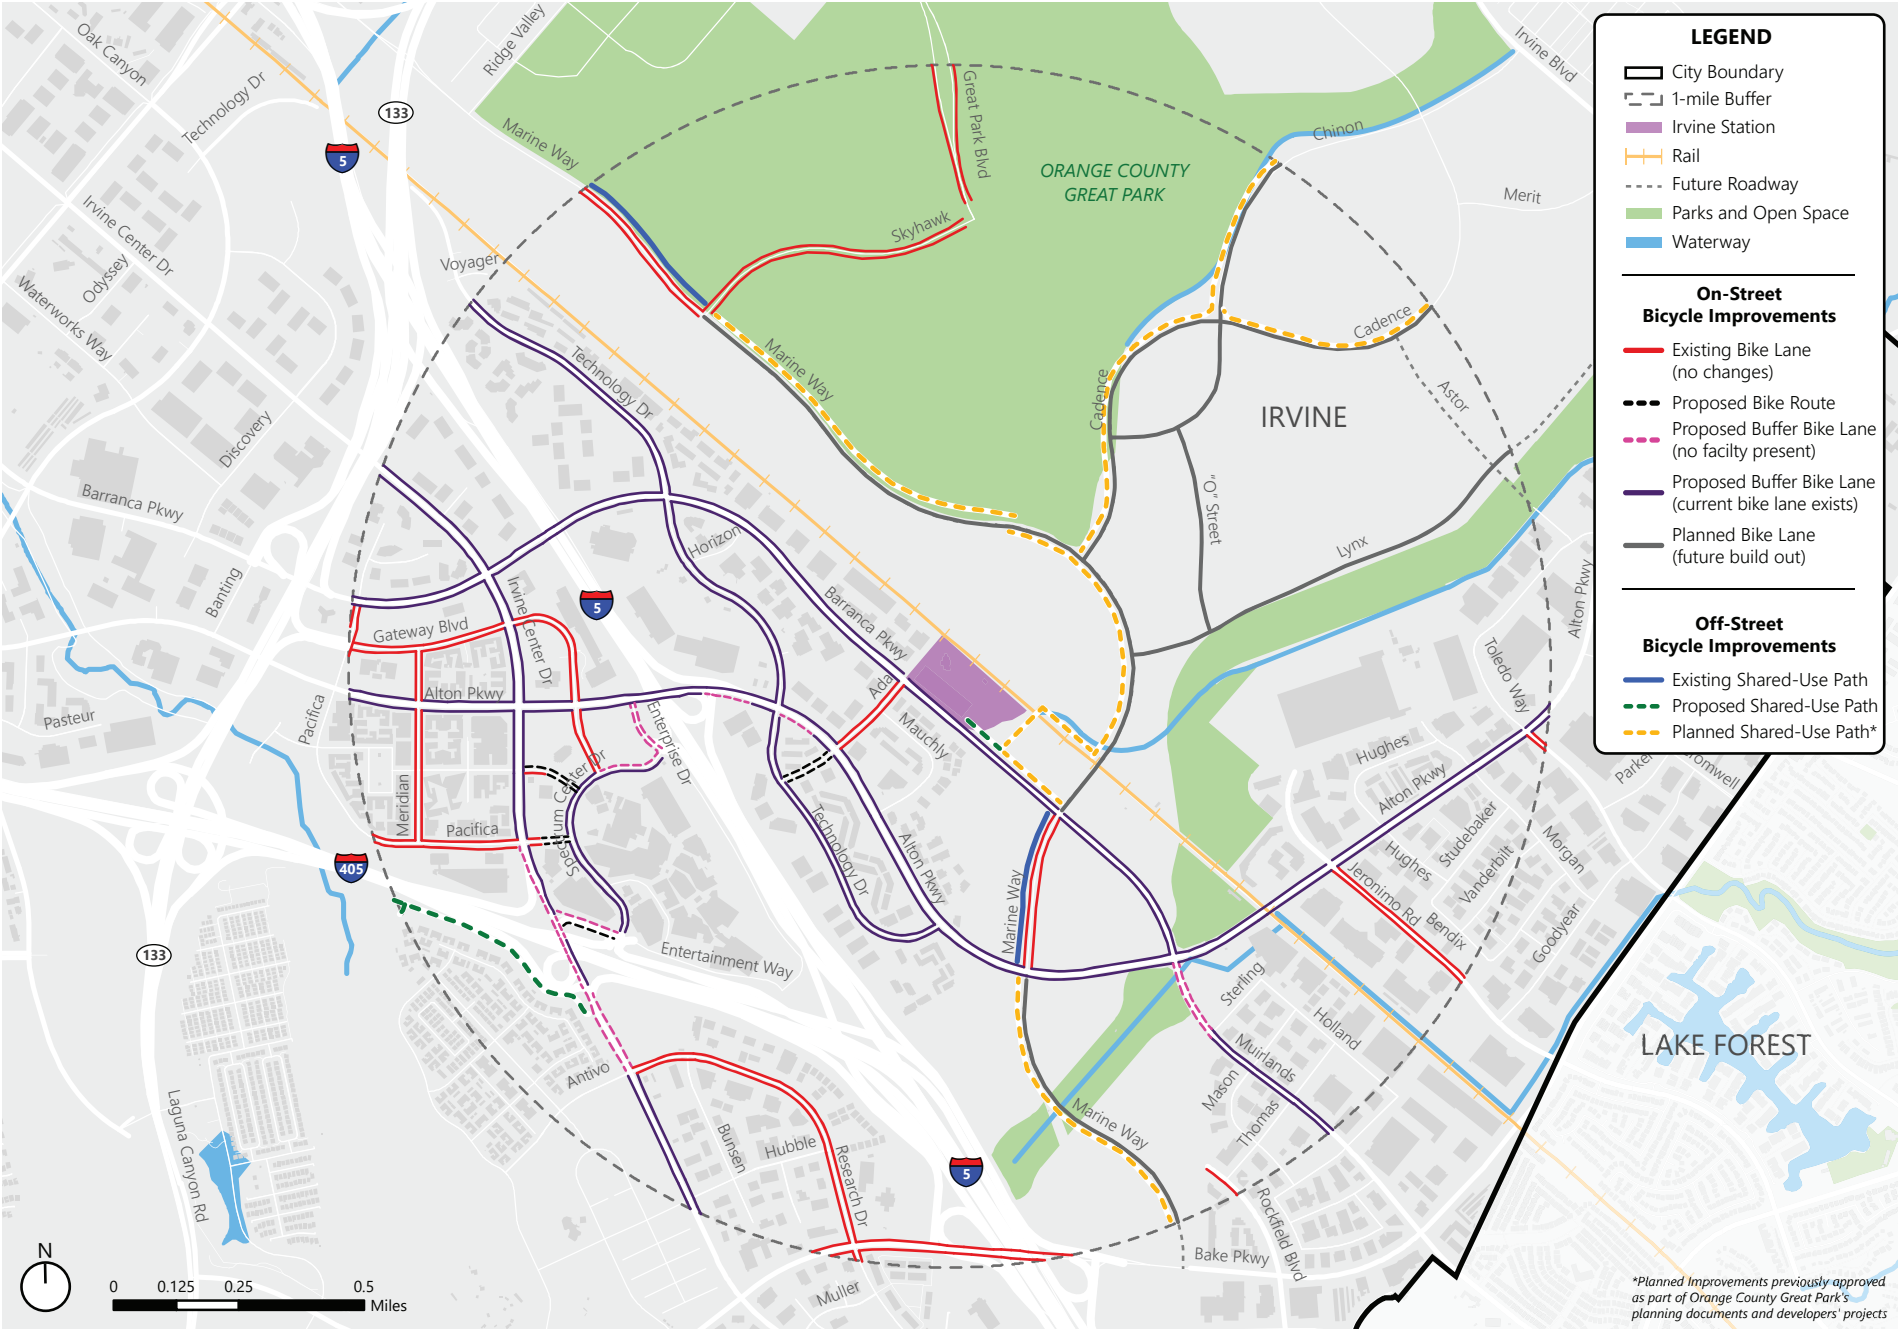 Oak Canyon
Technology Dr
Ridge Valley
133
5
Marine Way
Great Park Blvd
ORANGE COUNTY
GREAT PARK
Chinon
Irvine Blvd
Merit
Irvine Center Dr
Odyssey
Waterworks Way
Voyager
Skyhawk
Cadence
Technology Dr
Marine Way
Cadence
Astor
IRVINE
Discovery
Barranca Pkwy
"O" Street
Horizon
Lynx
Banting
Irvine Center Dr
5
Barranca Pkwy
Alton Pkwy
Gateway Blvd
Toledo Way
Alton Pkwy
Ada
Pasteur
Pacifica
Enterprise Dr
Mauchly
Hughes
Parker
Cromwell
Meridian
Pacifica
Spectrum Center Dr
Technology Dr
Alton Pkwy
Alton Pkwy
Studebaker
Hughes
Vanderbilt
Morgan
Jeronimo Rd
Bendix
Goodyear
405
133
Marine Way
Entertainment Way
Sterling
Holland
Muirlands
Mason
Thomas
LAKE FOREST
Antivo
Laguna Canyon Rd
Bunsen
Hubble
Research Dr
Marine Way
5
Rockfield Blvd
Bake Pkwy
Muller
N
0 0.125 0.25 0.5
Miles
LEGEND
City Boundary
1-mile Buffer
Irvine Station
Rail
Future Roadway
Parks and Open Space
Waterway
On-Street
Bicycle Improvements
Existing Bike Lane
(no changes)
Proposed Bike Route
Proposed Buffer Bike Lane
(no facilty present)
Proposed Buffer Bike Lane
(current bike lane exists)
Planned Bike Lane
(future build out)
Off-Street
Bicycle Improvements
Existing Shared-Use Path
Proposed Shared-Use Path
Planned Shared-Use Path*
*Planned Improvements previously approved
as part of Orange County Great Park's
planning documents and developers' projects